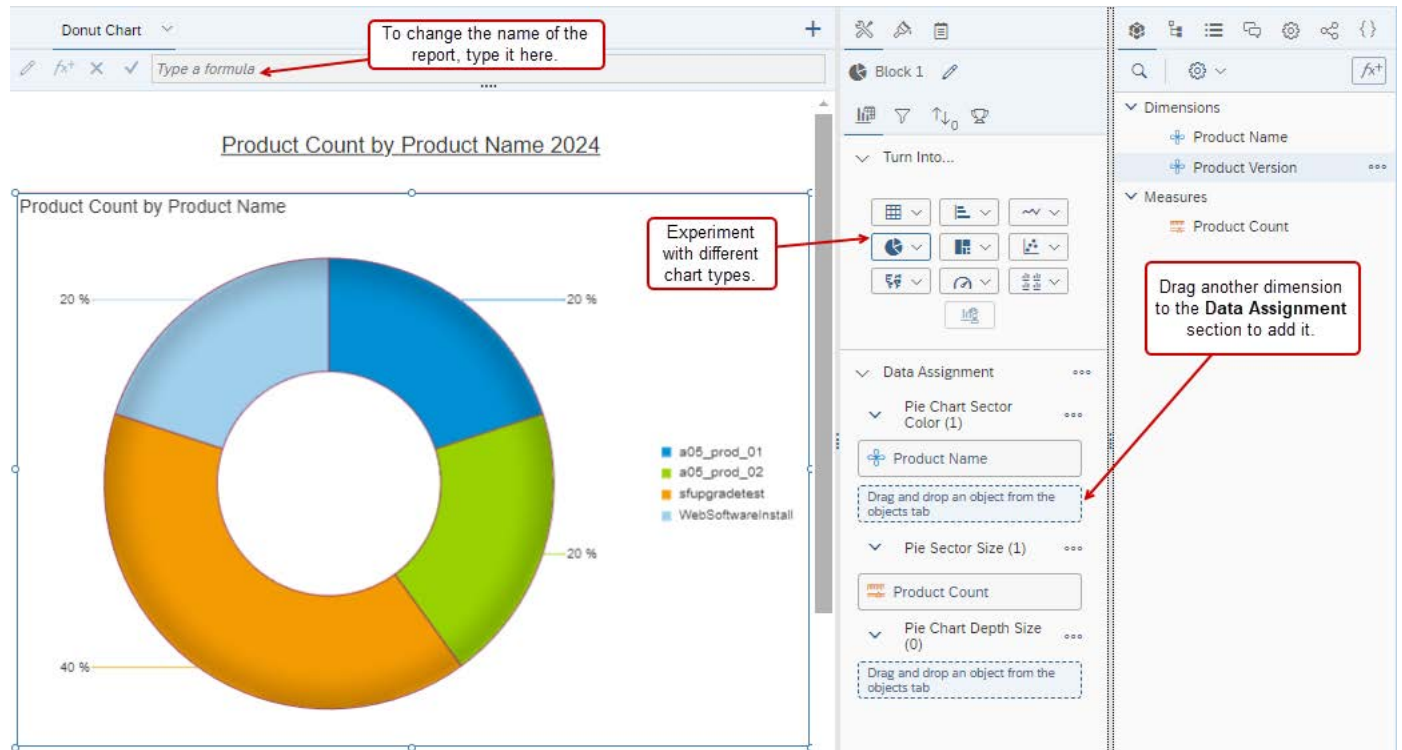 Donut Chart
To change the name of the
report, type it here.
fx+
Type a formula
Product Count by Product Name 2024
Product Count by Product Name
20 %
20 %
20 %
40 %
a05_prod_01
a05_prod_02
sfupgradetest
WebSoftwareInstall
Experiment
with different
chart types.
Block 1
0
Turn Into...
Data Assignment
Pie Chart Sector
Color (1)
Product Name
Drag and drop an object from the
objects tab
Pie Sector Size (1)
Product Count
Pie Chart Depth Size
(0)
Drag and drop an object from the
objects tab
{}
fx+
Dimensions
Product Name
Product Version
Measures
Product Count
Drag another dimension
to the Data Assignment
section to add it.